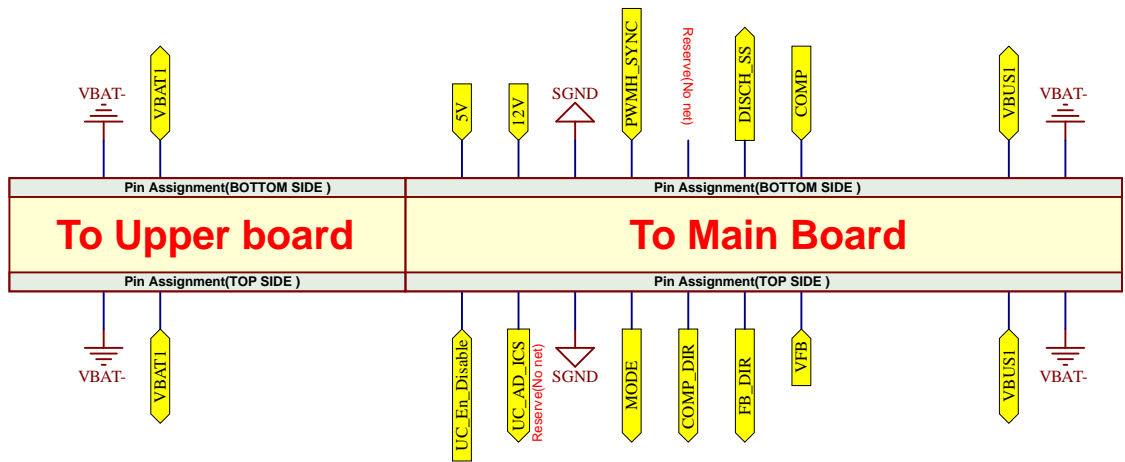 VBAT-
VBAT1
5V
12V
SGND
PWMH_SYNC
Reserve(No net)
DISCH_SS
COMP
VBUS1
VBAT-
Pin Assignment(BOTTOM SIDE )
Pin Assignment(BOTTOM SIDE )
To Upper board
To Main Board
Pin Assignment(TOP SIDE )
Pin Assignment(TOP SIDE )
VBAT-
VBAT1
UC_En_Disable
UC_AD_ICS
Reserve(No net)
SGND
MODE
COMP_DIR
FB_DIR
VFB
VBUS1
VBAT-